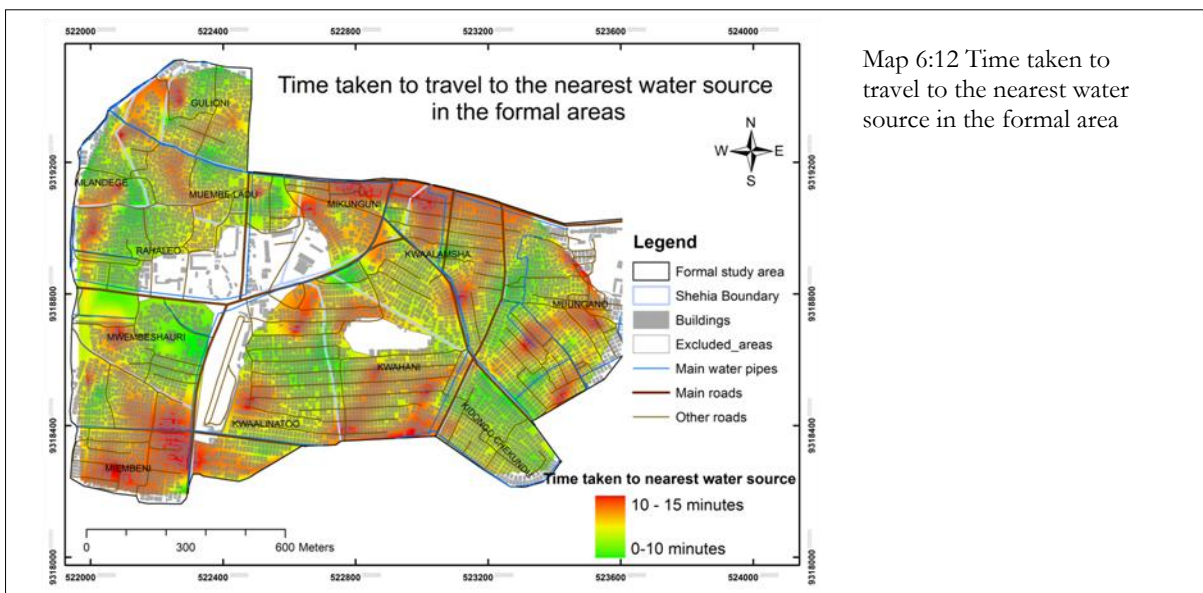 522000 522400 522800 523200 523600 524000
Time taken to travel to the nearest water source
in the formal areas
N
W E
S
9319200
9319200
9318800
9318800
9318400
9318400
9318000
9318000
GULIONI
MLANDEGE
MUEMBE LADU
MIKUNGUNI
RAHALEO
KWAALAMSHA
MUUNGANO
MWEMBESHAURI
KWAHANI
KWAALINATOO
MIEMBENI
Legend
Formal study area
Shehia Boundary
Buildings
Excluded_areas
Main water pipes
Main roads
Other roads
Time taken to nearest water source
10 - 15 minutes
0-10 minutes
0 300 600 Meters
522000 522400 522800 523200 523600 524000
Map 6:12 Time taken to
travel to the nearest water
source in the formal area